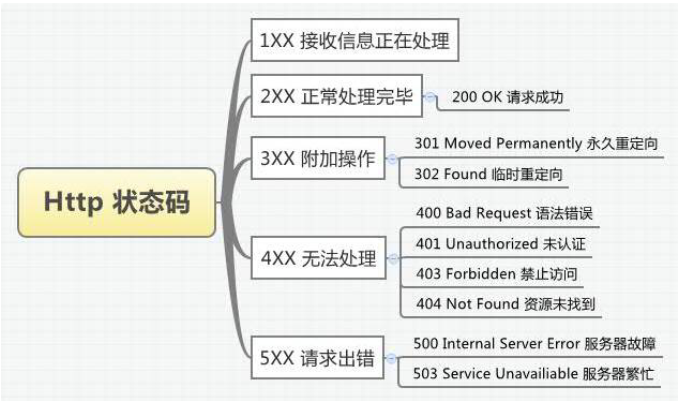 Http 状态码
1XX 接收信息正在处理
2XX 正常处理完毕
200 OK 请求成功
3XX 附加操作
301 Moved Permanently 永久重定向
302 Found 临时重定向
4XX 无法处理
400 Bad Request 语法错误
401 Unauthorized 未认证
403 Forbidden 禁止访问
404 Not Found 资源未找到
5XX 请求出错
500 Internal Server Error 服务器故障
503 Service Unavailiable 服务器繁忙